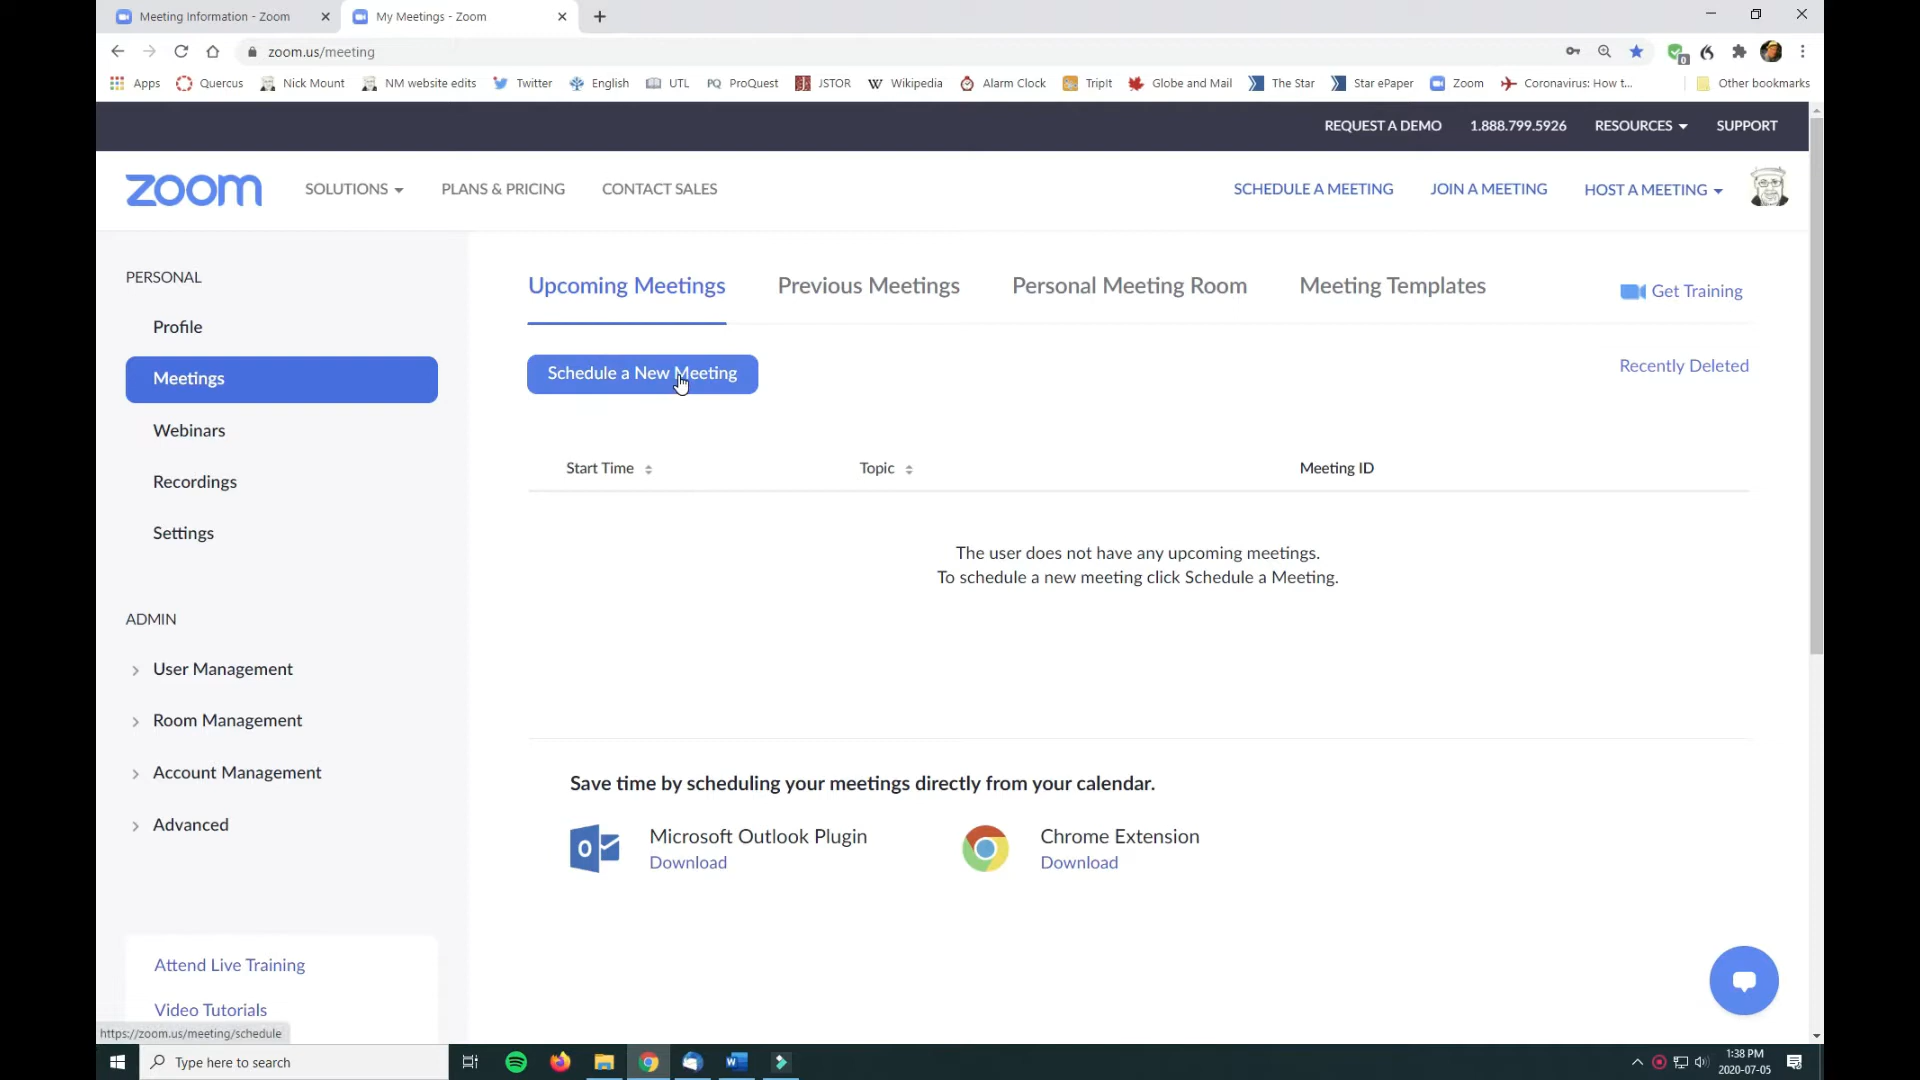 Meeting Information - Zoom
My Meetings - Zoom
zoom.us/meeting
Apps
Quercus
Nick Mount
NM website edits
Twitter
English
UTL
PQ ProQuest
JSTOR
W Wikipedia
Alarm Clock
TripIt
Globe and Mail
The Star
Star ePaper
Zoom
Coronavirus: How t...
Other bookmarks
REQUEST A DEMO
1.888.799.5926
RESOURCES
SUPPORT
zoom
SOLUTIONS
PLANS & PRICING
CONTACT SALES
SCHEDULE A MEETING
JOIN A MEETING
HOST A MEETING
PERSONAL
Profile
Meetings
Webinars
Recordings
Settings
ADMIN
User Management
Room Management
Account Management
Advanced
Attend Live Training
Video Tutorials
https://zoom.us/meeting/schedule
Upcoming Meetings
Previous Meetings
Personal Meeting Room
Meeting Templates
Get Training
Schedule a New Meeting
Recently Deleted
Start Time
Topic
Meeting ID
The user does not have any upcoming meetings.
To schedule a new meeting click Schedule a Meeting.
Save time by scheduling your meetings directly from your calendar.
Microsoft Outlook Plugin
Download
Chrome Extension
Download
Type here to search
1:38 PM
2020-07-05